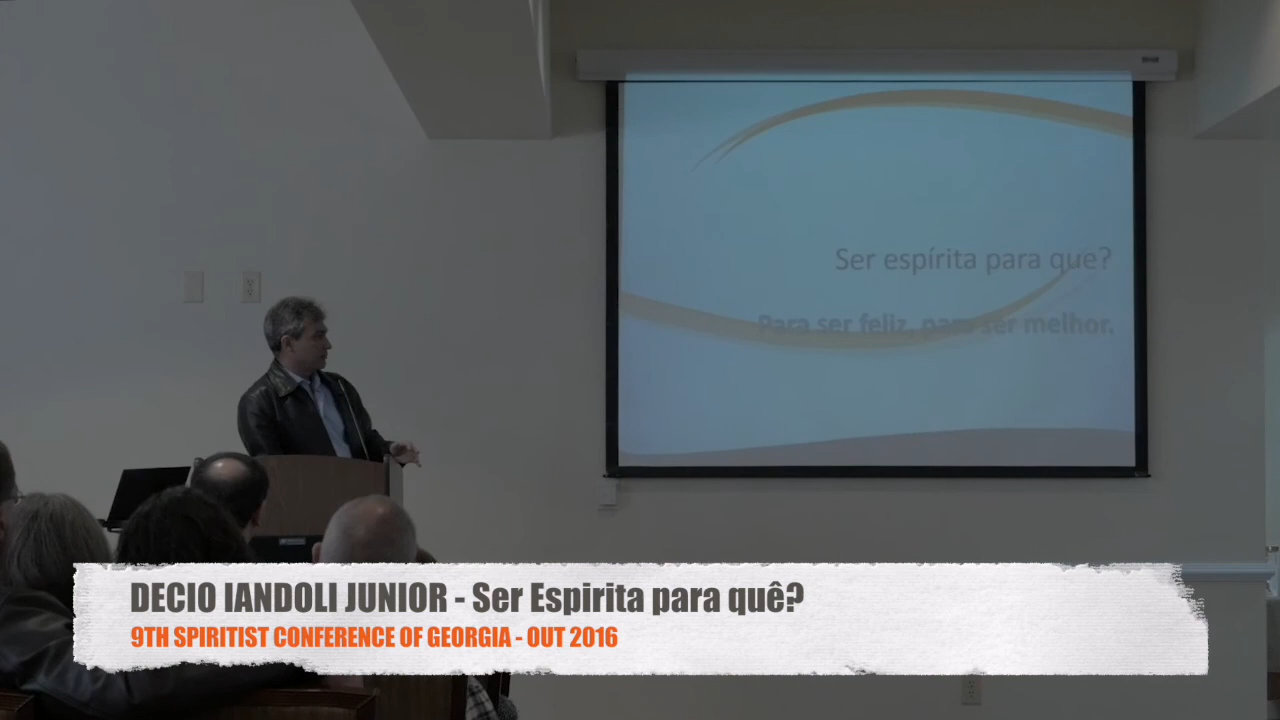 Ser espírita para que?
Para ser feliz, para ser melhor.
DECIO IANDOLI JUNIOR - Ser Espirita para quê?
9TH SPIRITIST CONFERENCE OF GEORGIA - OUT 2016